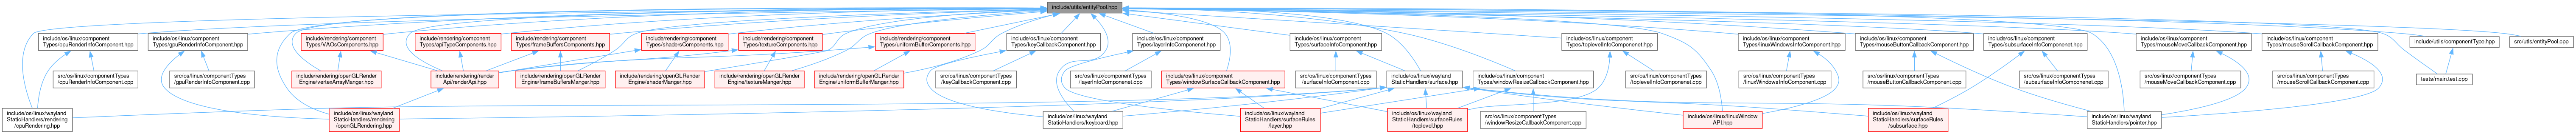 include/utils/entityPool.hpp
include/os/linux/component
Types/cpuRenderInfoComponent.hpp
include/os/linux/component
Types/gpuRenderInfoComponent.hpp
include/rendering/component
Types/VAOsComponents.hpp
include/rendering/component
Types/apiTypeComponents.hpp
include/rendering/component
Types/frameBuffersComponents.hpp
include/rendering/component
Types/shadersComponents.hpp
include/rendering/component
Types/textureComponents.hpp
include/rendering/component
Types/uniformBufferComponents.hpp
include/os/linux/component
Types/keyCallbackComponent.hpp
include/os/linux/component
Types/layerInfoComponenet.hpp
include/os/linux/component
Types/surfaceInfoComponenet.hpp
include/os/linux/component
Types/toplevelInfoComponent.hpp
include/os/linux/component
Types/linuxWindowsInfoComponent.hpp
include/os/linux/component
Types/mouseButtonCallbackComponent.hpp
include/os/linux/component
Types/subsurfaceInfoComponenet.hpp
include/os/linux/component
Types/mouseMoveCallbackComponent.hpp
include/os/linux/component
Types/mouseScrollCallbackComponent.hpp
include/utils/componentType.hpp
src/utils/entityPool.cpp
src/os/linux/componentTypes
/cpuRenderInfoComponent.cpp
src/os/linux/componentTypes
/gpuRenderInfoComponent.cpp
include/rendering/openGLRender
Engine/vertexArrayManger.hpp
include/rendering/render
Api/renderApi.hpp
include/rendering/openGLRender
Engine/frameBuffersManger.hpp
include/rendering/openGLRender
Engine/shaderManger.hpp
include/rendering/openGLRender
Engine/textureManger.hpp
include/rendering/openGLRender
Engine/uniformBufferManger.hpp
src/os/linux/componentTypes
/keyCallbackComponent.cpp
src/os/linux/componentTypes
/layerInfoComponenet.cpp
include/os/linux/component
Types/windowSurfaceCallbackComponent.hpp
src/os/linux/componentTypes
/surfaceInfoComponenet.cpp
include/os/linux/wayland
StaticHandlers/surface.hpp
include/os/linux/component
Types/windowResizeCallbackComponent.hpp
src/os/linux/componentTypes
/toplevelInfoComponent.cpp
src/os/linux/componentTypes
/linuxWindowsInfoComponent.cpp
src/os/linux/componentTypes
/mouseButtonCallbackComponent.cpp
src/os/linux/componentTypes
/subsurfaceInfoComponenet.cpp
src/os/linux/componentTypes
/mouseMoveCallbackComponent.cpp
src/os/linux/componentTypes
/mouseScrollCallbackComponent.cpp
tests/main.test.cpp
include/os/linux/wayland
StaticHandlers/rendering
/cpuRendering.hpp
include/os/linux/wayland
StaticHandlers/rendering
/openGLRendering.hpp
include/os/linux/wayland
StaticHandlers/keyboard.hpp
include/os/linux/wayland
StaticHandlers/surfaceRules
/layer.hpp
include/os/linux/wayland
StaticHandlers/surfaceRules
/toplevel.hpp
src/os/linux/componentTypes
/windowResizeCallbackComponent.cpp
include/os/linux/linuxWindow
API.hpp
include/os/linux/wayland
StaticHandlers/surfaceRules
/subsurface.hpp
include/os/linux/wayland
StaticHandlers/pointer.hpp